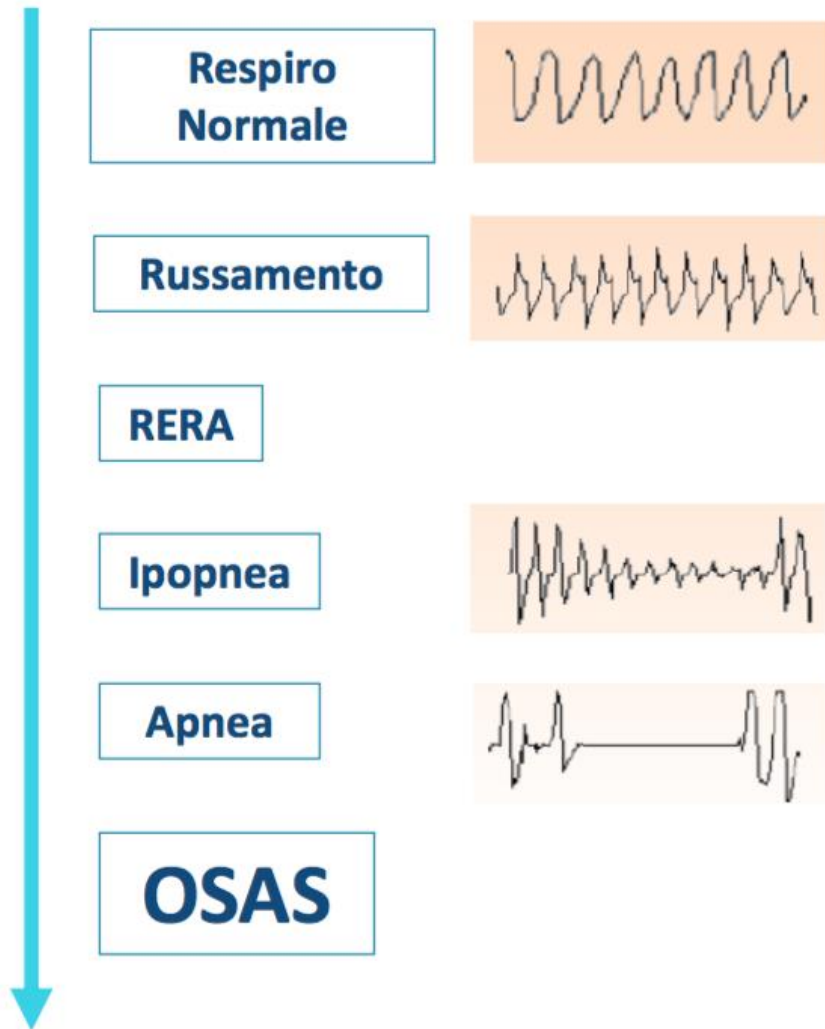 Respiro
Normale
Russamento
RERA
Ipopnea
Apnea
OSAS